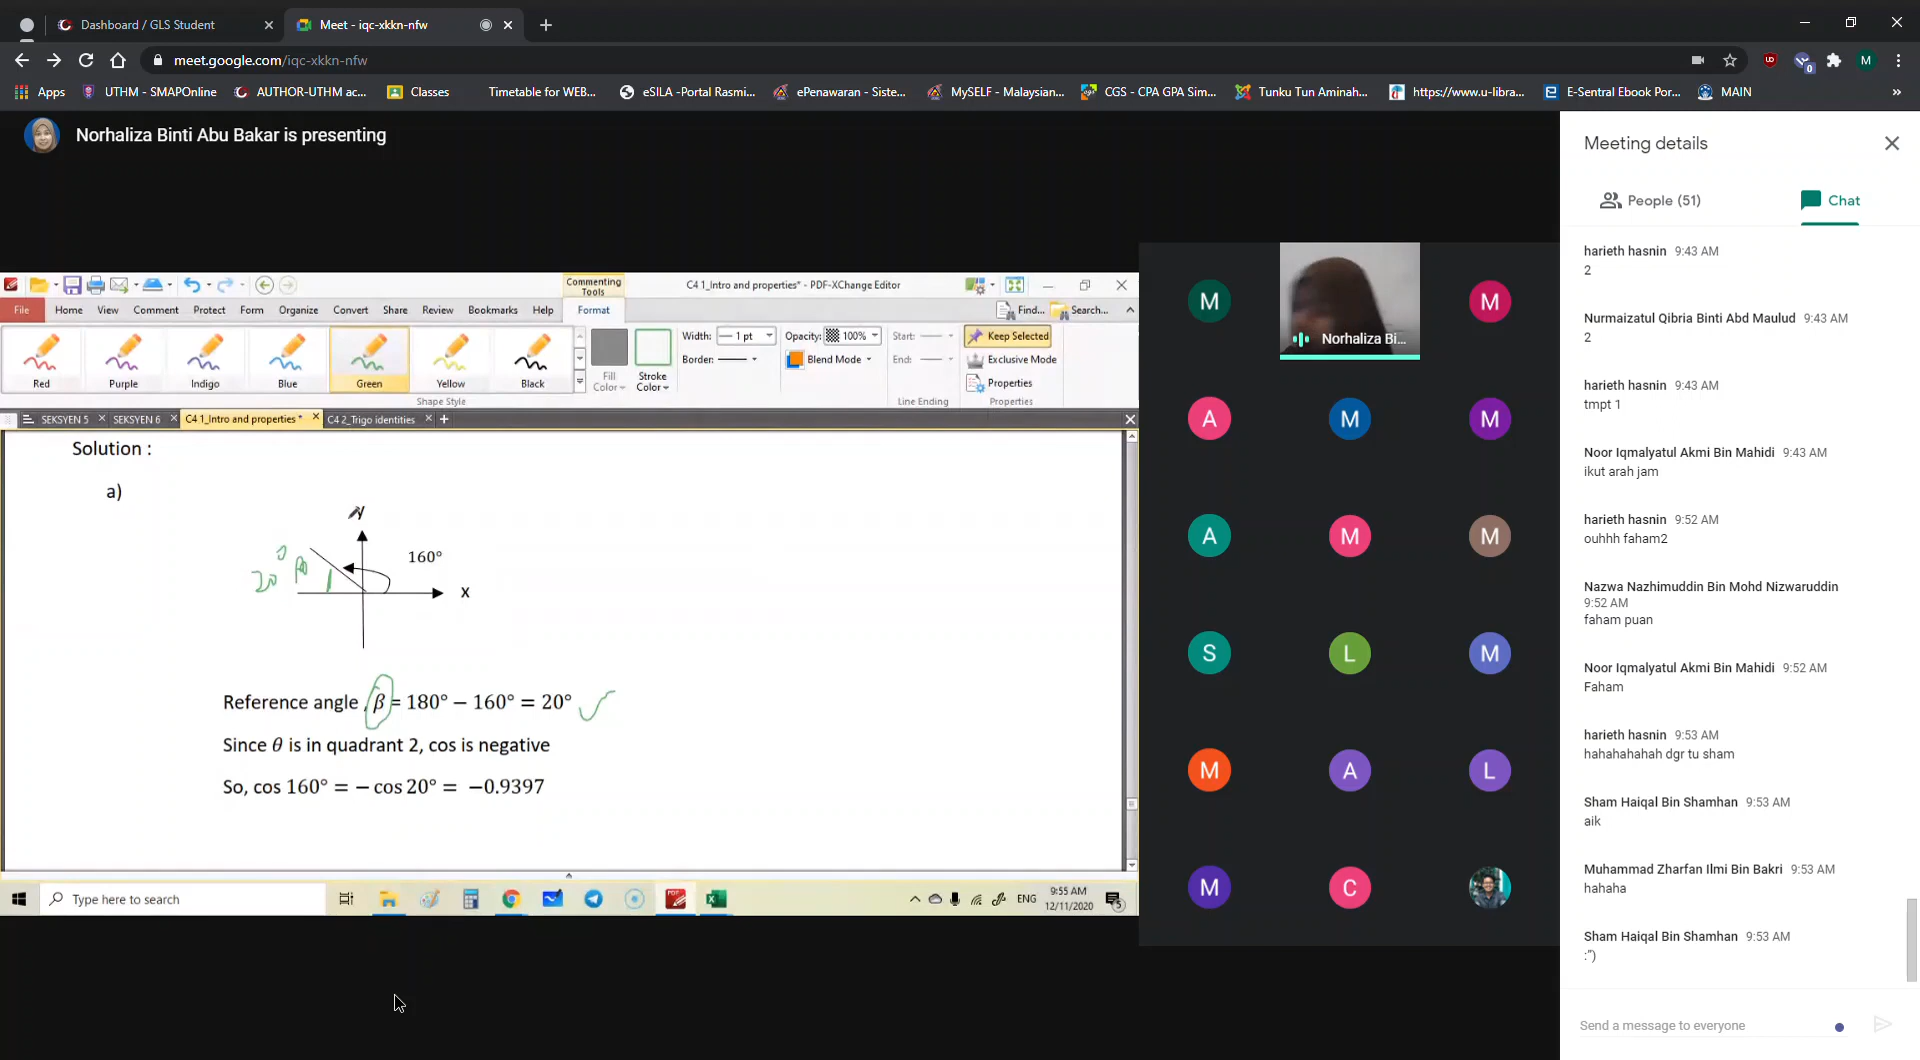 Dashboard / GLS Student
Meet - iqc-xkkn-nfw
meet.google.com/iqc-xkkn-nfw
M
UD
0
Apps
UTHM - SMAPOnline
AUTHOR-UTHM ac...
Classes
Timetable for WEB...
eSILA -Portal Rasmi...
ePenawaran - Siste...
MySELF - Malaysian...
CGS - CPA GPA Sim...
Tunku Tun Aminah...
https://www.u-libra...
E-Sentral Ebook Por...
MAIN
»
Norhaliza Binti Abu Bakar is presenting
Commenting Tools
C4 1_Intro and properties* - PDF-XChange Editor
File
Home
View
Comment
Protect
Form
Organize
Convert
Share
Review
Bookmarks
Help
Format
Find...
Search...
Red
Purple
Indigo
Blue
Green
Yellow
Black
Shape Style
Fill Color
Stroke Color
Width: 1 pt
Border:
Opacity: 100%
Blend Mode
Start:
End:
Line Ending
Keep Selected
Exclusive Mode
Properties
Properties
SEKSYEN 5
SEKSYEN 6
C4 1_Intro and properties *
C4 2_Trigo identities
Solution :
a)
y
160°
20° β
x
Reference angle , β = 180° − 160° = 20° ✓
Since θ is in quadrant 2, cos is negative
So, cos 160° = − cos 20° = −0.9397
Type here to search
PDF
ENG
9:55 AM
12/11/2020
5
M
Norhaliza Bi...
M
A
M
M
A
M
M
S
L
M
M
A
L
M
C
Meeting details
People (51)
Chat
harieth hasnin 9:43 AM
2
Nurmaizatul Qibria Binti Abd Maulud 9:43 AM
2
harieth hasnin 9:43 AM
tmpt 1
Noor Iqmalyatul Akmi Bin Mahidi 9:43 AM
ikut arah jam
harieth hasnin 9:52 AM
ouhhh faham2
Nazwa Nazhimuddin Bin Mohd Nizwaruddin
9:52 AM
faham puan
Noor Iqmalyatul Akmi Bin Mahidi 9:52 AM
Faham
harieth hasnin 9:53 AM
hahahahahah dgr tu sham
Sham Haiqal Bin Shamhan 9:53 AM
aik
Muhammad Zharfan Ilmi Bin Bakri 9:53 AM
hahaha
Sham Haiqal Bin Shamhan 9:53 AM
:")
Send a message to everyone